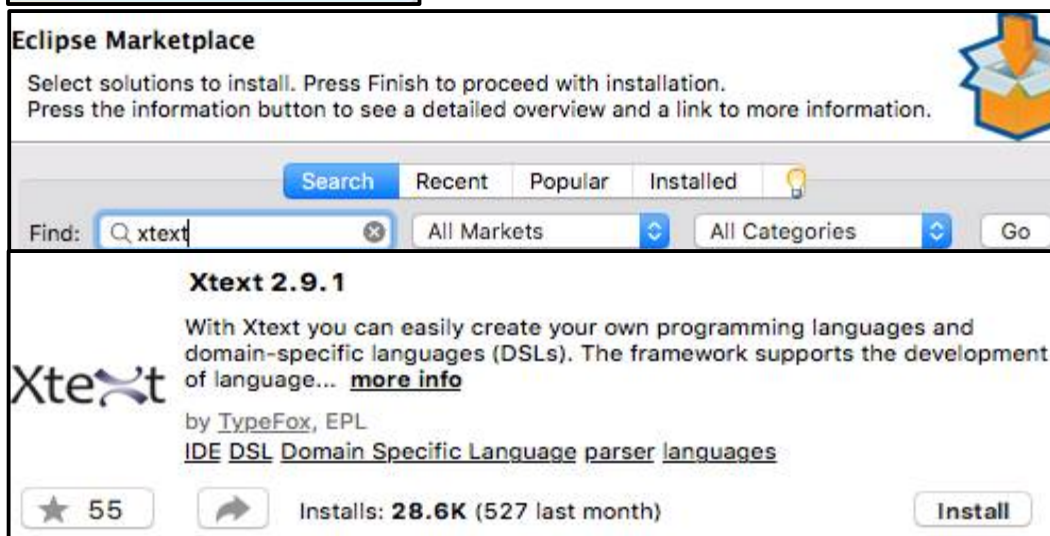 Eclipse Marketplace
Select solutions to install. Press Finish to proceed with installation.
Press the information button to see a detailed overview and a link to more information.
Search Recent Popular Installed
Find: xtext All Markets All Categories Go
Xtext 2.9.1
With Xtext you can easily create your own programming languages and
domain-specific languages (DSLs). The framework supports the development
of language... more info
Xtext
by TypeFox, EPL
IDE DSL Domain Specific Language parser languages
55 Installs: 28.6K (527 last month) Install